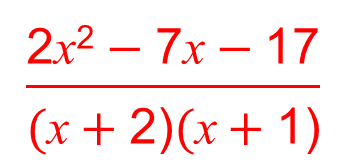 2x² – 7x – 17
(x + 2)(x + 1)